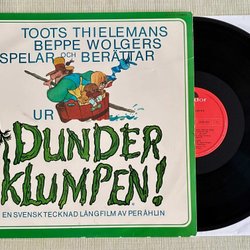 TOOTS THIELEMANS
BEPPE WOLGERS
SPELAR OCH BERÄTTAR
UR
DUNDER
KLUMPEN!
EN SVENSK TECKNAD LÅNGFILM AV PER ÅHLIN